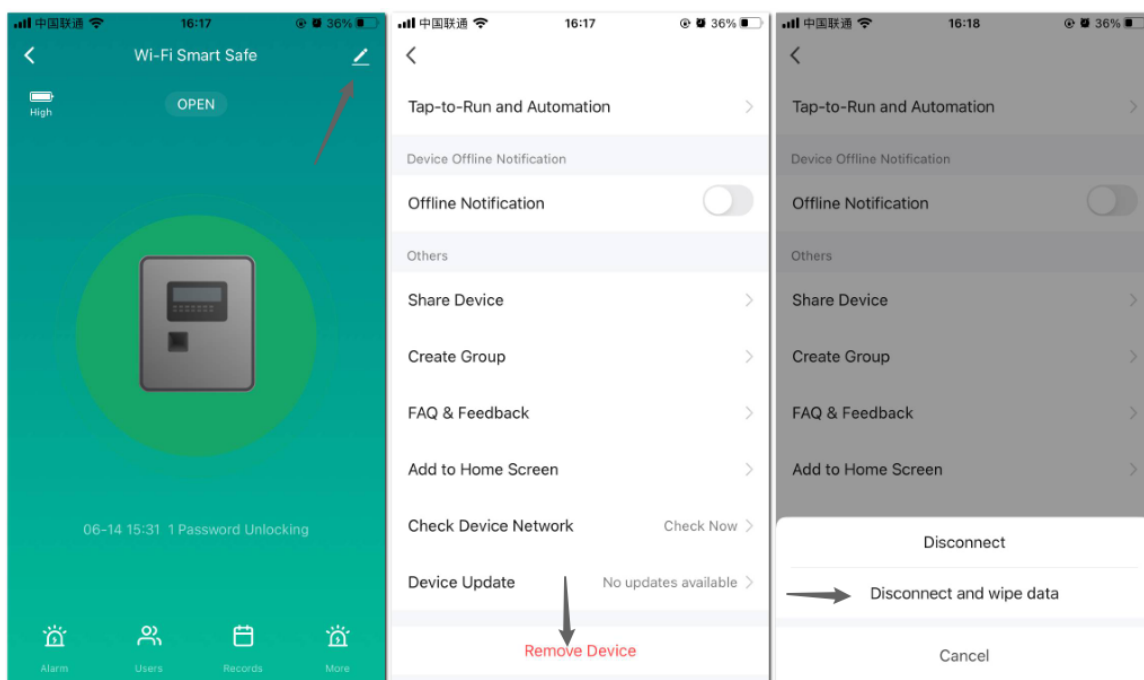 中国联通 16:17 36%
Wi-Fi Smart Safe
High
OPEN
06-14 15:31 1 Password Unlocking
Alarm Users Records More
中国联通 16:17 36%
Tap-to-Run and Automation
Device Offline Notification
Offline Notification
Others
Share Device
Create Group
FAQ & Feedback
Add to Home Screen
Check Device Network Check Now
Device Update No updates available
Remove Device
中国联通 16:18 36%
Tap-to-Run and Automation
Device Offline Notification
Offline Notification
Others
Share Device
Create Group
FAQ & Feedback
Add to Home Screen
Disconnect
Disconnect and wipe data
Cancel